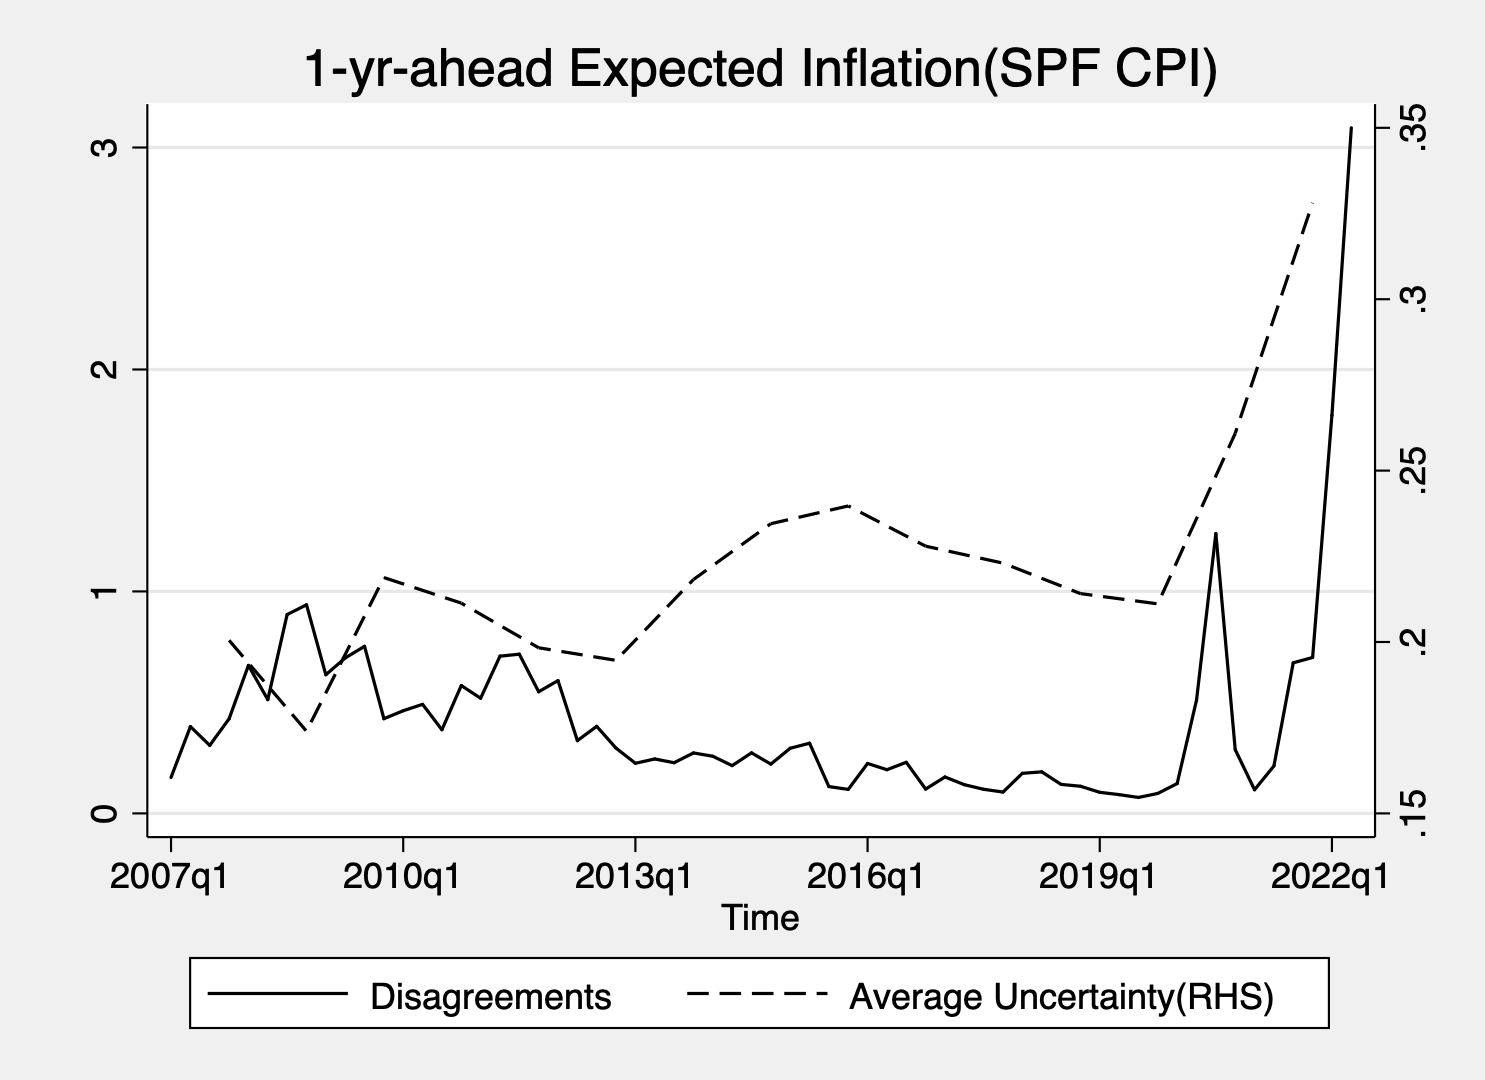 1-yr-ahead Expected Inflation(SPF CPI)
3
2
1
0
.35
.3
.25
.2
.15
2007q1 2010q1 2013q1 2016q1 2019q1 2022q1
Time
Disagreements Average Uncertainty(RHS)